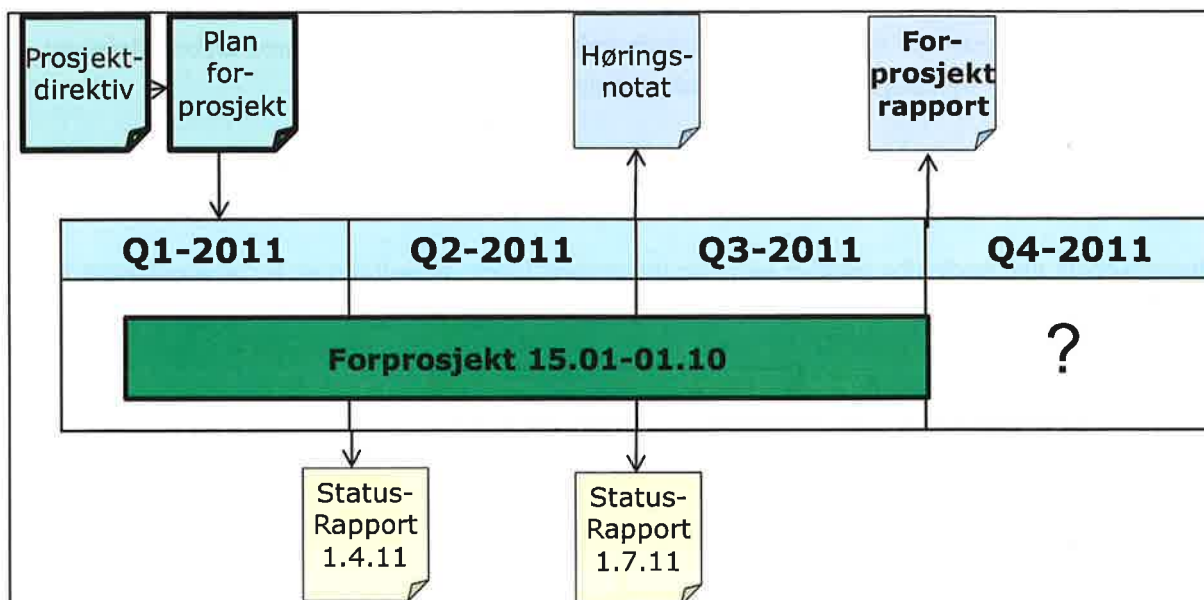 Prosjekt-
direktiv
Plan
for-
prosjekt
Hørings-
notat
For-
prosjekt
rapport
Q1-2011
Q2-2011
Q3-2011
Q4-2011
Forprosjekt 15.01-01.10
?
Status-
Rapport
1.4.11
Status-
Rapport
1.7.11